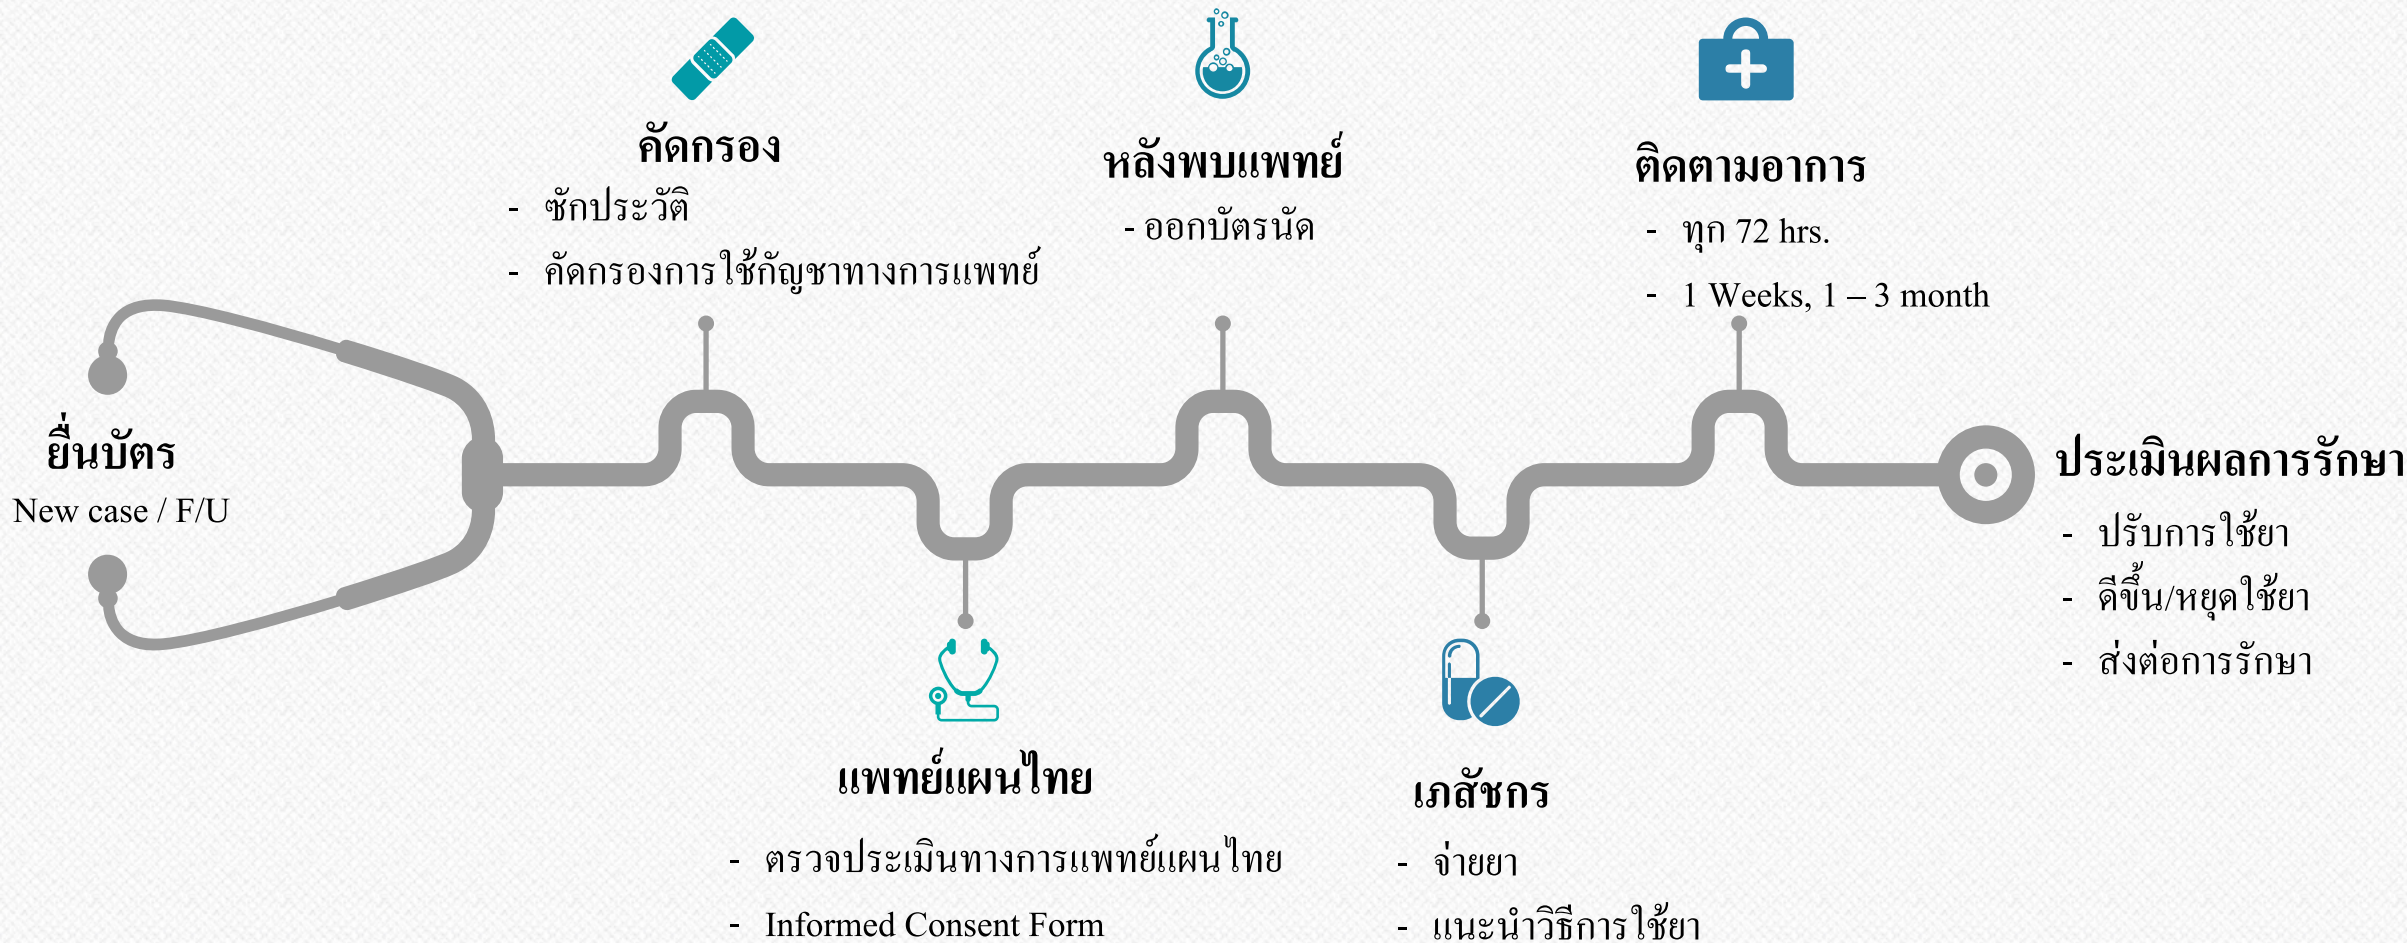 ยื่นบัตร
New case / F/U
คัดกรอง
- ซักประวัติ
- คัดกรองการใช้กัญชาทางการแพทย์
แพทย์แผนไทย
- ตรวจประเมินทางการแพทย์แผนไทย
- Informed Consent Form
หลังพบแพทย์
- ออกบัตรนัด
เภสัชกร
- จ่ายยา
- แนะนำวิธีการใช้ยา
ติดตามอาการ
- ทุก 72 hrs.
- 1 Weeks, 1 – 3 month
ประเมินผลการรักษา
- ปรับการใช้ยา
- ดีขึ้น/หยุดใช้ยา
- ส่งต่อการรักษา